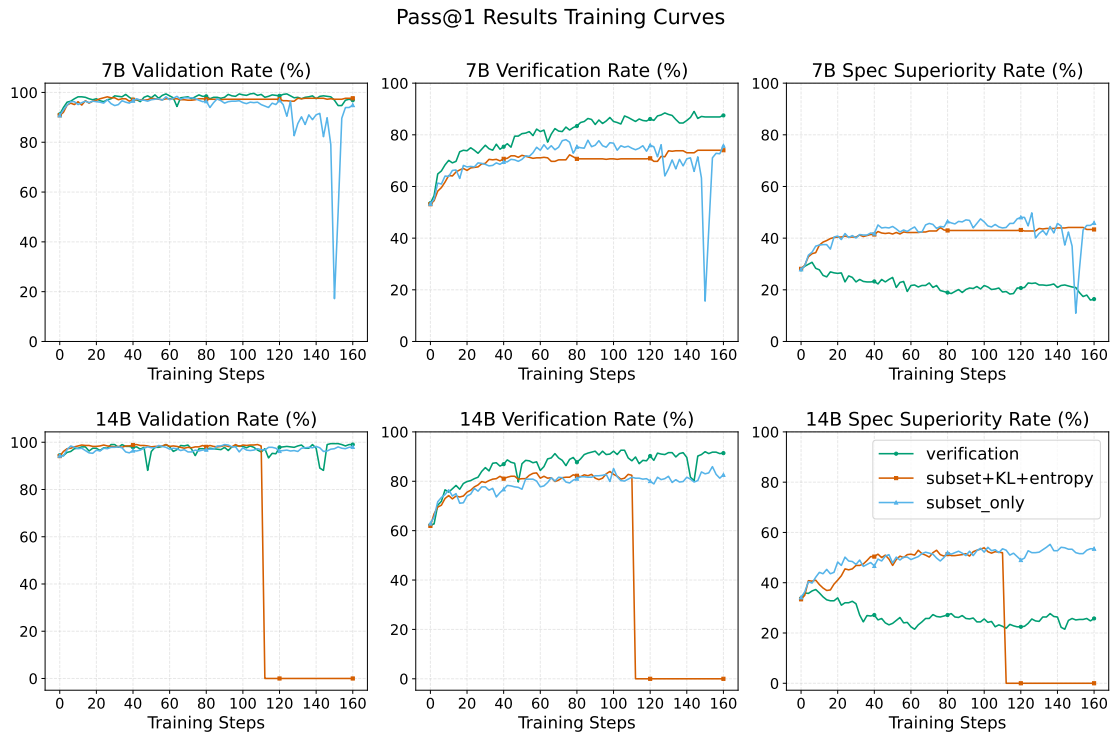 Pass@1 Results Training Curves
7B Validation Rate (%)
100
80
60
40
20
0
0 20 40 60 80 100 120 140 160
Training Steps
7B Verification Rate (%)
100
80
60
40
20
0
0 20 40 60 80 100 120 140 160
Training Steps
7B Spec Superiority Rate (%)
100
80
60
40
20
0
0 20 40 60 80 100 120 140 160
Training Steps
14B Validation Rate (%)
100
80
60
40
20
0
0 20 40 60 80 100 120 140 160
Training Steps
14B Verification Rate (%)
100
80
60
40
20
0
0 20 40 60 80 100 120 140 160
Training Steps
14B Spec Superiority Rate (%)
100
80
60
40
20
0
verification
subset+KL+entropy
subset_only
0 20 40 60 80 100 120 140 160
Training Steps